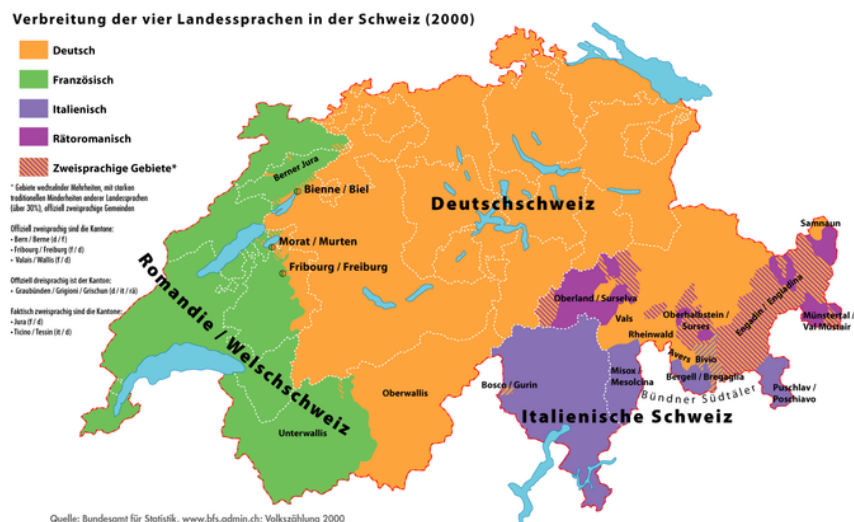 Verbreitung der vier Landessprachen in der Schweiz (2000)
Deutsch
Französisch
Italienisch
Rätoromanisch
Zweisprachige Gebiete*
* Gebiete wechselnder Mehrheiten, mit starken
traditionellen Minderheiten anderer Landessprachen
(über 30%), offiziell zweisprachige Gemeinden
Offiziell zweisprachig sind die Kantone:
• Bern / Berne (d / f)
• Fribourg / Freiburg (f / d)
• Valais / Wallis (f / d)
Offiziell dreisprachig ist der Kanton:
• Graubünden / Grigioni / Grischun (d / it / rä)
Faktisch zweisprachig sind die Kantone:
• Jura (f / d)
• Ticino / Tessin (it / d)
Berner Jura
Bienne / Biel
Deutschschweiz
Morat / Murten
Fribourg / Freiburg
Romandie / Welschschweiz
Samnaun
Oberland / Surselva
Vals
Rheinwald
Oberhalbstein /
Surses
Engadin / Engiadina
Münstertal /
Val Müstair
Avers
Bivio
Oberwallis
Bosco / Gurin
Misox /
Mesolcina
Bergell / Bregaglia
Bündner Südtäler
Puschlav /
Poschiavo
Italienische Schweiz
Unterwallis
Quelle: Bundesamt für Statistik, www.bfs.admin.ch; Volkszählung 2000